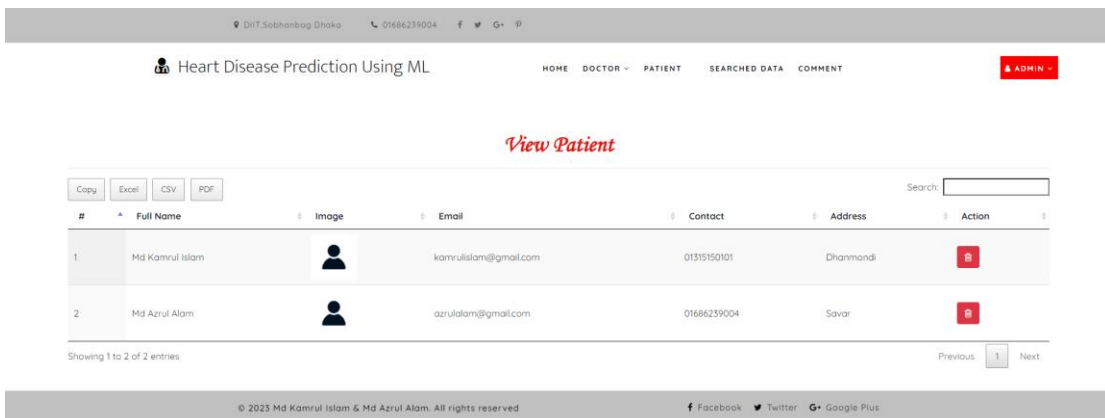 DIIT,Sobhanbag Dhaka 01686239004 f G+
Heart Disease Prediction Using ML HOME DOCTOR PATIENT SEARCHED DATA COMMENT ADMIN
View Patient
Copy Excel CSV PDF Search:
# Full Name Image Email Contact Address Action
1 Md Kamrul Islam kamrulislam@gmail.com 01315150101 Dhanmondi
2 Md Azrul Alam azrulalam@gmail.com 01686239004 Savar
Showing 1 to 2 of 2 entries Previous 1 Next
© 2023 Md Kamrul Islam & Md Azrul Alam. All rights reserved f Facebook Twitter G+ Google Plus